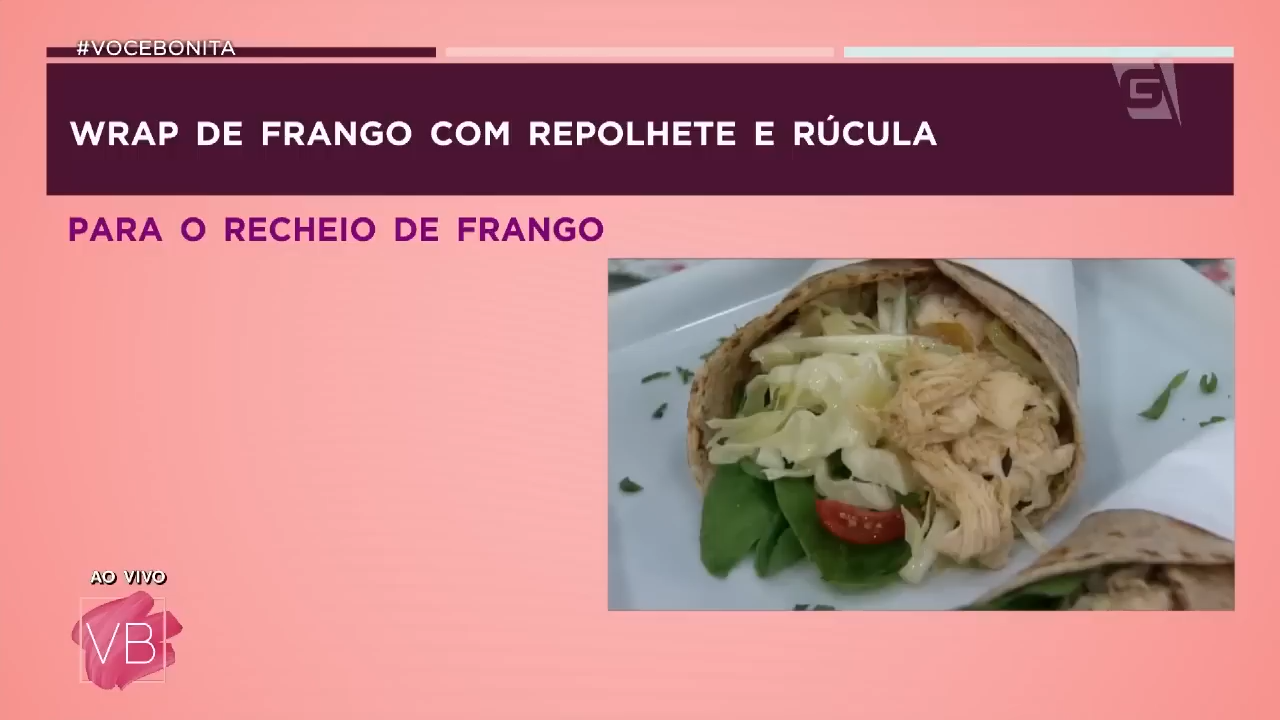 #VOCEBONITA
WRAP DE FRANGO COM REPOLHETE E RÚCULA
PARA O RECHEIO DE FRANGO
AO VIVO
VB